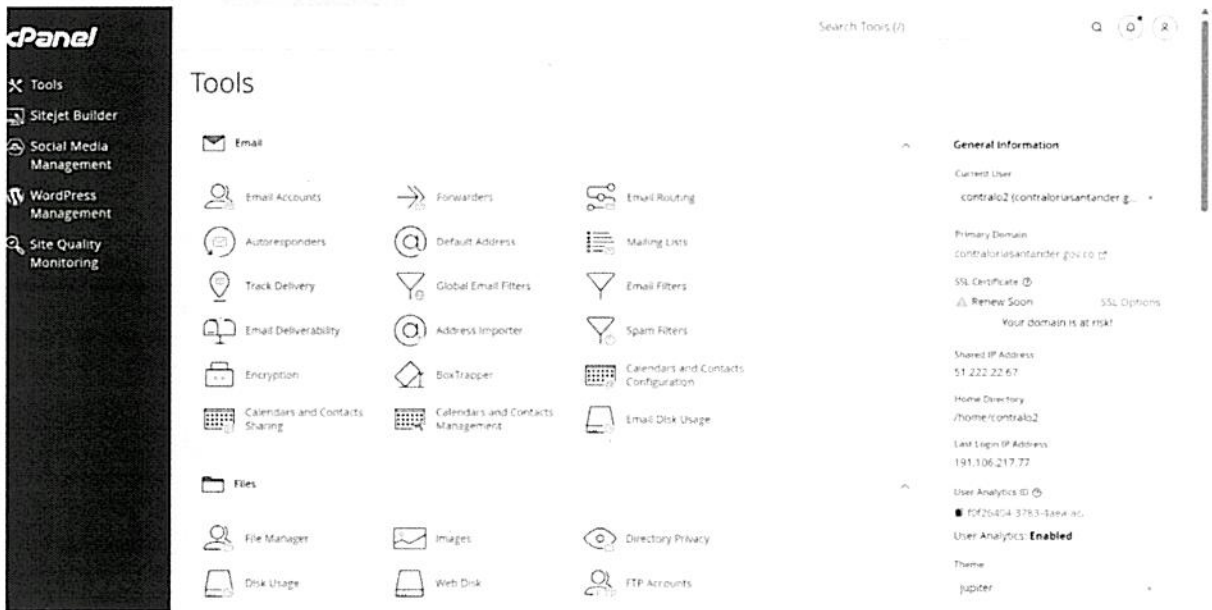 cPanel
Search Tools (/)
Tools
Sitejet Builder
Social Media
Management
WordPress
Management
Site Quality
Monitoring
Tools
Email
Email Accounts
Forwarders
Email Routing
Autoresponders
Default Address
Mailing Lists
Track Delivery
Global Email Filters
Email Filters
Email Deliverability
Address Importer
Spam Filters
Encryption
BoxTrapper
Calendars and Contacts
Configuration
Calendars and Contacts
Sharing
Calendars and Contacts
Management
Email Disk Usage
Files
File Manager
Images
Directory Privacy
Disk Usage
Web Disk
FTP Accounts
General Information
Current User
contralo2 (contraloriasantander.g...
Primary Domain
contraloriasantander.gov.co
SSL Certificate
Renew Soon
SSL Options
Your domain is at risk!
Shared IP Address
51.222.22.67
Home Directory
/home/contralo2
Last Login IP Address
191.106.217.77
User Analytics ID
User Analytics: Enabled
Theme
jupiter